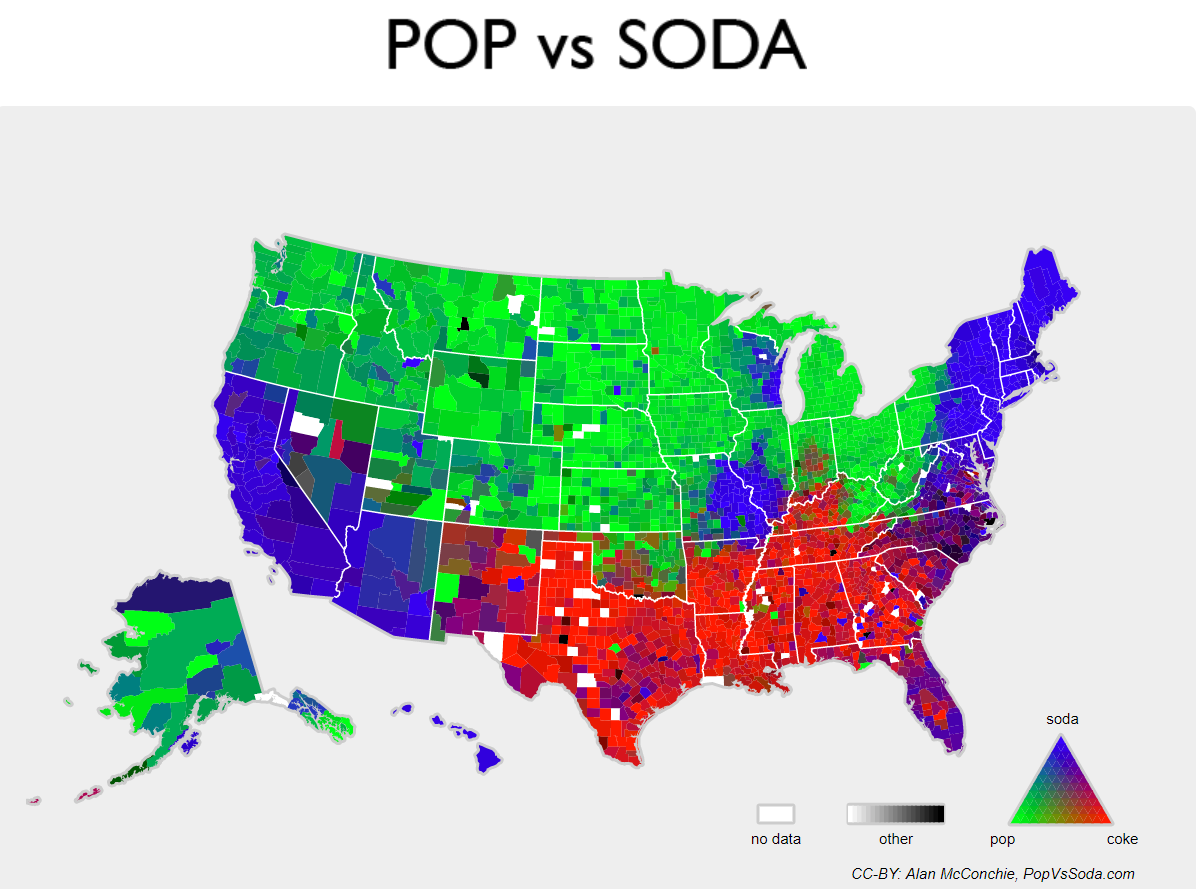 POP vs SODA
soda
no data
other
pop
coke
CC-BY: Alan McConchie, PopVsSoda.com